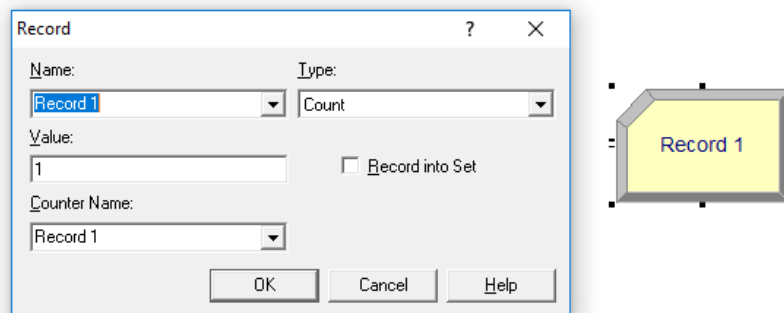 Record ? ×
Name: Type:
Record 1 Count
Value:
1 Record into Set
Counter Name:
Record 1
OK Cancel Help
Record 1